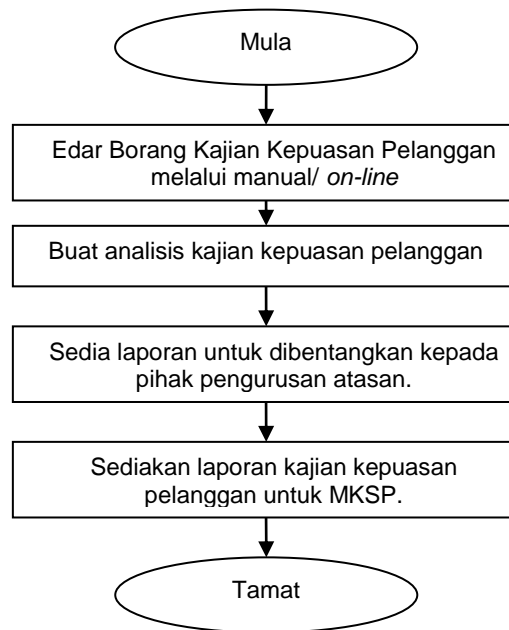 Mula
Edar Borang Kajian Kepuasan Pelanggan
melalui manual/ on-line
Buat analisis kajian kepuasan pelanggan
Sedia laporan untuk dibentangkan kepada
pihak pengurusan atasan.
Sediakan laporan kajian kepuasan
pelanggan untuk MKSP.
Tamat